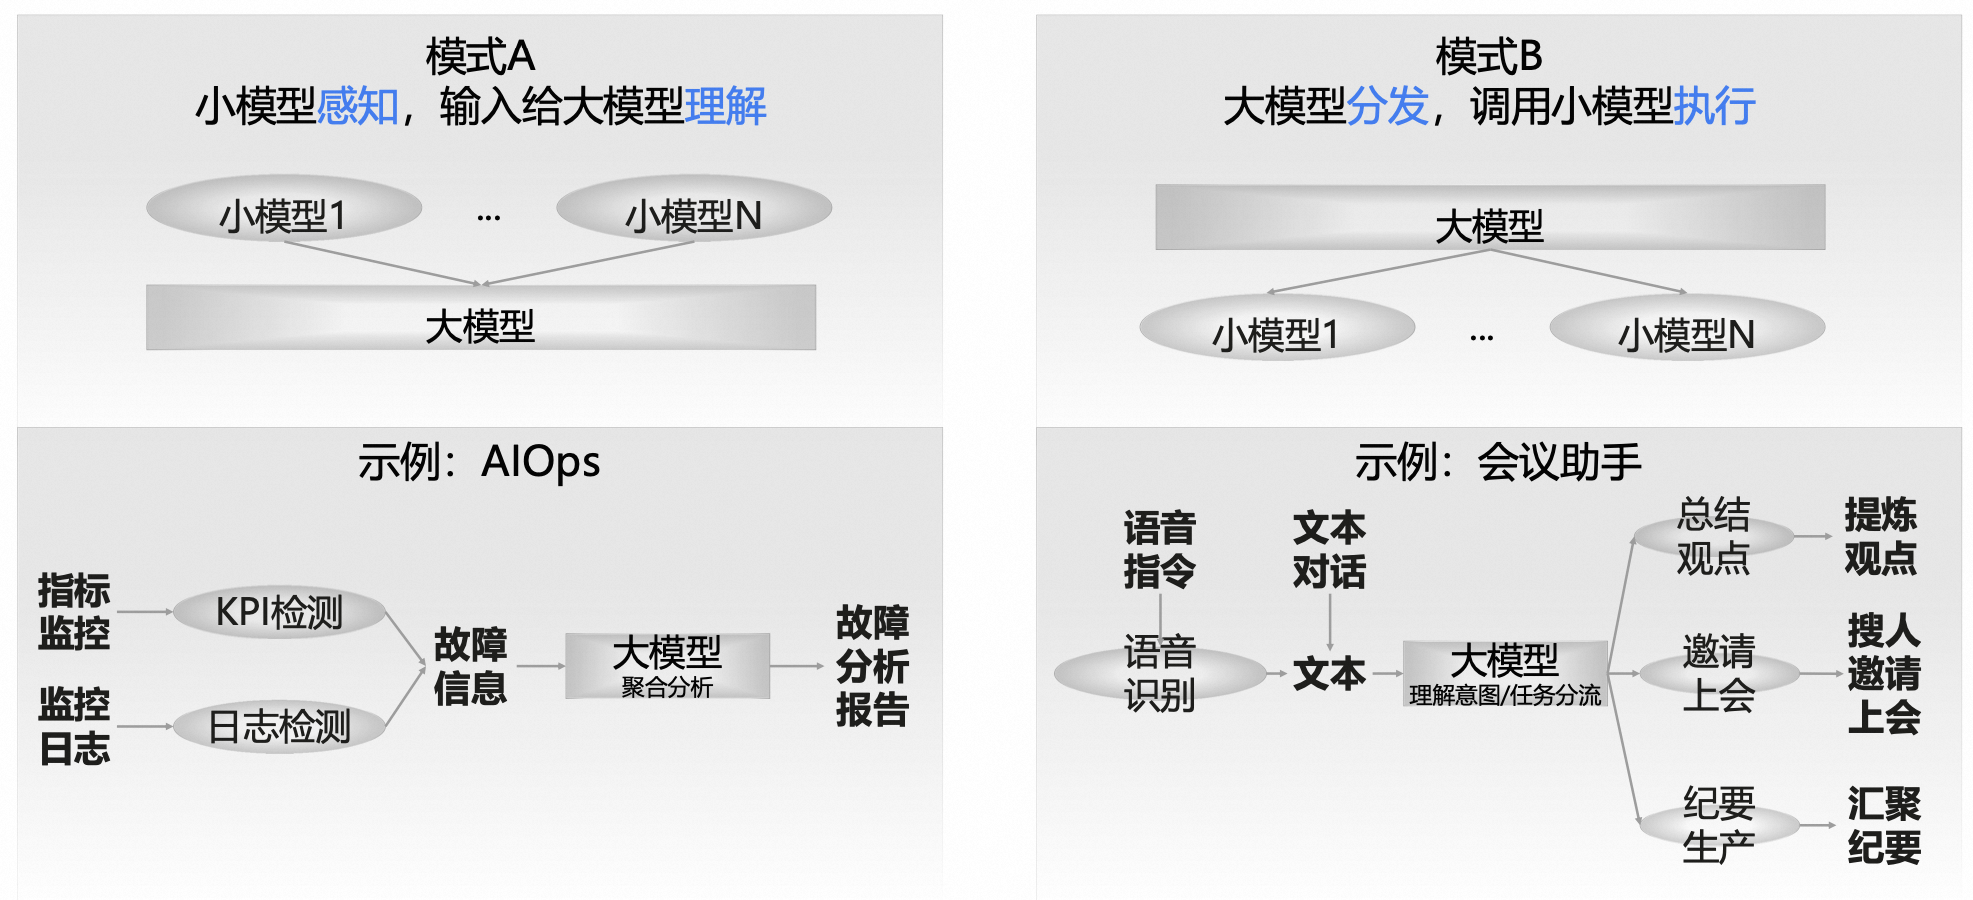 模式A
小模型感知，输入给大模型理解
小模型1
...
小模型N
大模型
示例：AIOps
指标
监控
KPI检测
监控
日志
日志检测
故障
信息
大模型
聚合分析
故障
分析
报告
模式B
大模型分发，调用小模型执行
大模型
小模型1
...
小模型N
示例：会议助手
语音
指令
文本
对话
语音
识别
文本
大模型
理解意图/任务分流
总结
观点
提炼
观点
邀请
上会
搜人
邀请
上会
纪要
生产
汇聚
纪要